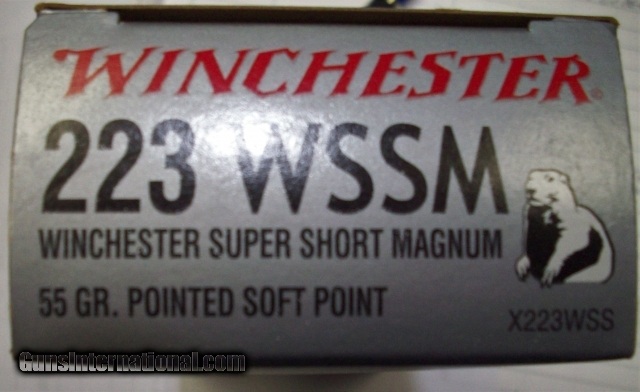 WINCHESTER®
223 WSSM
WINCHESTER SUPER SHORT MAGNUM
55 GR. POINTED SOFT POINT
X223WSS
GunsInternational.com